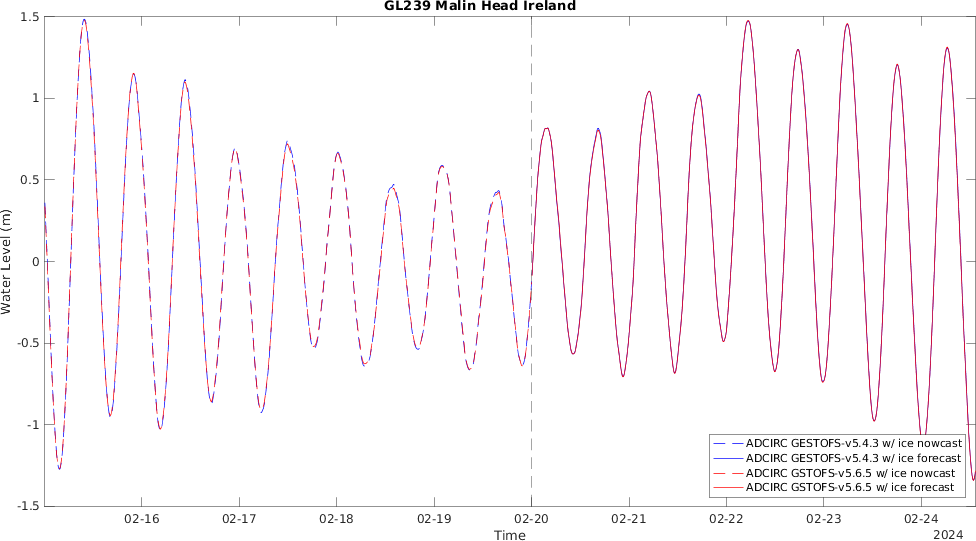 GL239 Malin Head Ireland
1.5
1
0.5
0
-0.5
-1
-1.5
Water Level (m)
02-16 02-17 02-18 02-19 02-20 02-21 02-22 02-23 02-24
Time
2024
ADCIRC GESTOFS-v5.4.3 w/ ice nowcast
ADCIRC GESTOFS-v5.4.3 w/ ice forecast
ADCIRC GSTOFS-v5.6.5 w/ ice nowcast
ADCIRC GSTOFS-v5.6.5 w/ ice forecast